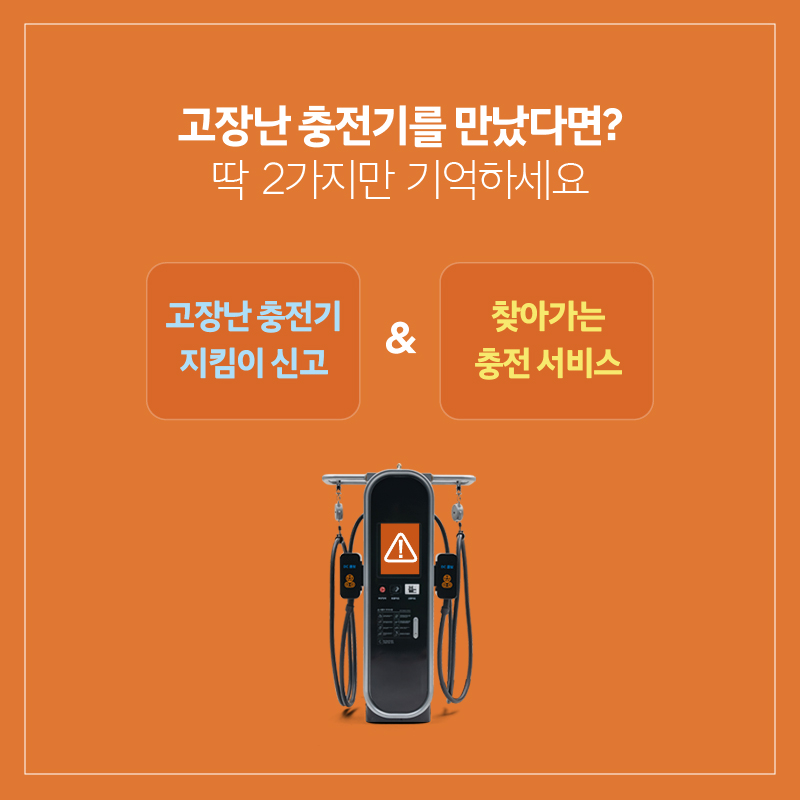 고장난 충전기를 만났다면?
딱 2가지만 기억하세요
고장난 충전기
지킴이 신고
&
찾아가는
충전 서비스